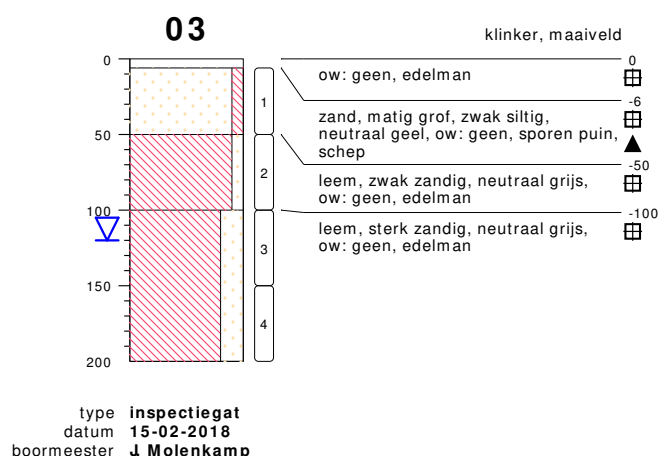 03
klinker, maaiveld
0
0
ow: geen, edelman
-6
1
zand, matig grof, zwak siltig,
neutraal geel, ow: geen, sporen puin,
schep
50
-50
2
leem, zwak zandig, neutraal grijs,
ow: geen, edelman
100
-100
3
leem, sterk zandig, neutraal grijs,
ow: geen, edelman
150
4
200
type inspectiegat
datum 15-02-2018
boormeester J. Molenkamp